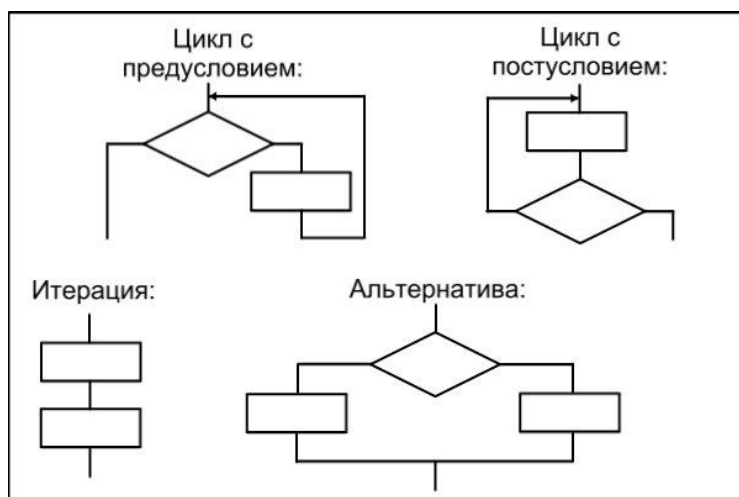 Цикл с
предусловием:
Цикл с
постусловием:
Итерация:
Альтернатива: